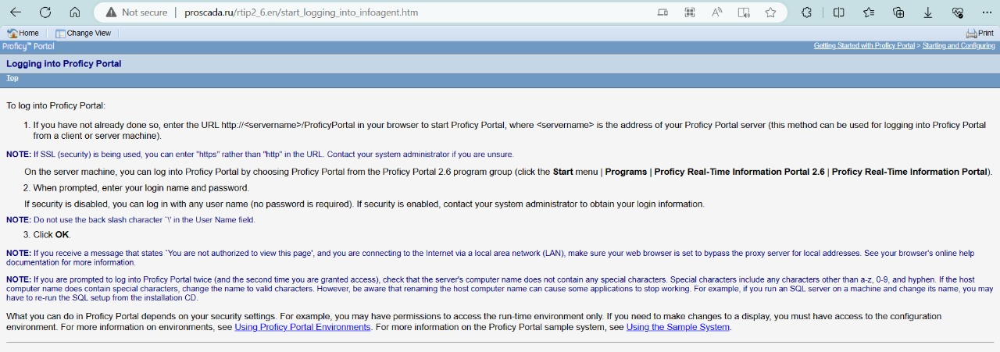 Not secure | proscada.ru/rtip2_6.en/start_logging_into_infoagent.htm
Home Change View Print
Proficy™ Portal Getting Started with Proficy Portal > Starting and Configuring
Logging into Proficy Portal
Top
To log into Proficy Portal:
1. If you have not already done so, enter the URL http://<servername>/ProficyPortal in your browser to start Proficy Portal, where <servername> is the address of your Proficy Portal server (this method can be used for logging into Proficy Portal
from a client or server machine).
NOTE: If SSL (security) is being used, you can enter "https" rather than "http" in the URL. Contact your system administrator if you are unsure.
On the server machine, you can log into Proficy Portal by choosing Proficy Portal from the Proficy Portal 2.6 program group (click the Start menu | Programs | Proficy Real-Time Information Portal 2.6 | Proficy Real-Time Information Portal).
2. When prompted, enter your login name and password.
If security is disabled, you can log in with any user name (no password is required). If security is enabled, contact your system administrator to obtain your login information.
NOTE: Do not use the back slash character `\' in the User Name field.
3. Click OK.
NOTE: If you receive a message that states `You are not authorized to view this page', and you are connecting to the Internet via a local area network (LAN), make sure your web browser is set to bypass the proxy server for local addresses. See your browser's online help
documentation for more information.
NOTE: If you are prompted to log into Proficy Portal twice (and the second time you are granted access), check that the server's computer name does not contain any special characters. Special characters include any characters other than a-z, 0-9, and hyphen. If the host
computer name does contain special characters, change the name to valid characters. However, be aware that renaming the host computer name can cause some applications to stop working. For example, if you run an SQL server on a machine and change its name, you may
have to re-run the SQL setup from the installation CD.
What you can do in Proficy Portal depends on your security settings. For example, you may have permissions to access the run-time environment only. If you need to make changes to a display, you must have access to the configuration
environment. For more information on environments, see Using Proficy Portal Environments. For more information on the Proficy Portal sample system, see Using the Sample System.